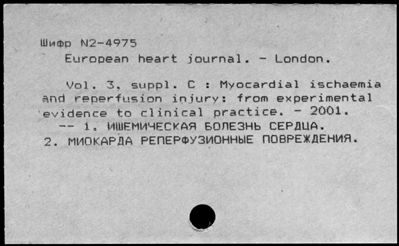 Шифр N2-4975
European heart journal. - London.
Vol. 3, suppl. C : Myocardial ischaemia
and reperfusion injury: from experimental
evidence to clinical practice. - 2001.
-- 1. ИШЕМИЧЕСКАЯ БОЛЕЗНЬ СЕРДЦА.
2. МИОКАРДА РЕПЕРФУЗИОННЫЕ ПОВРЕЖДЕНИЯ.